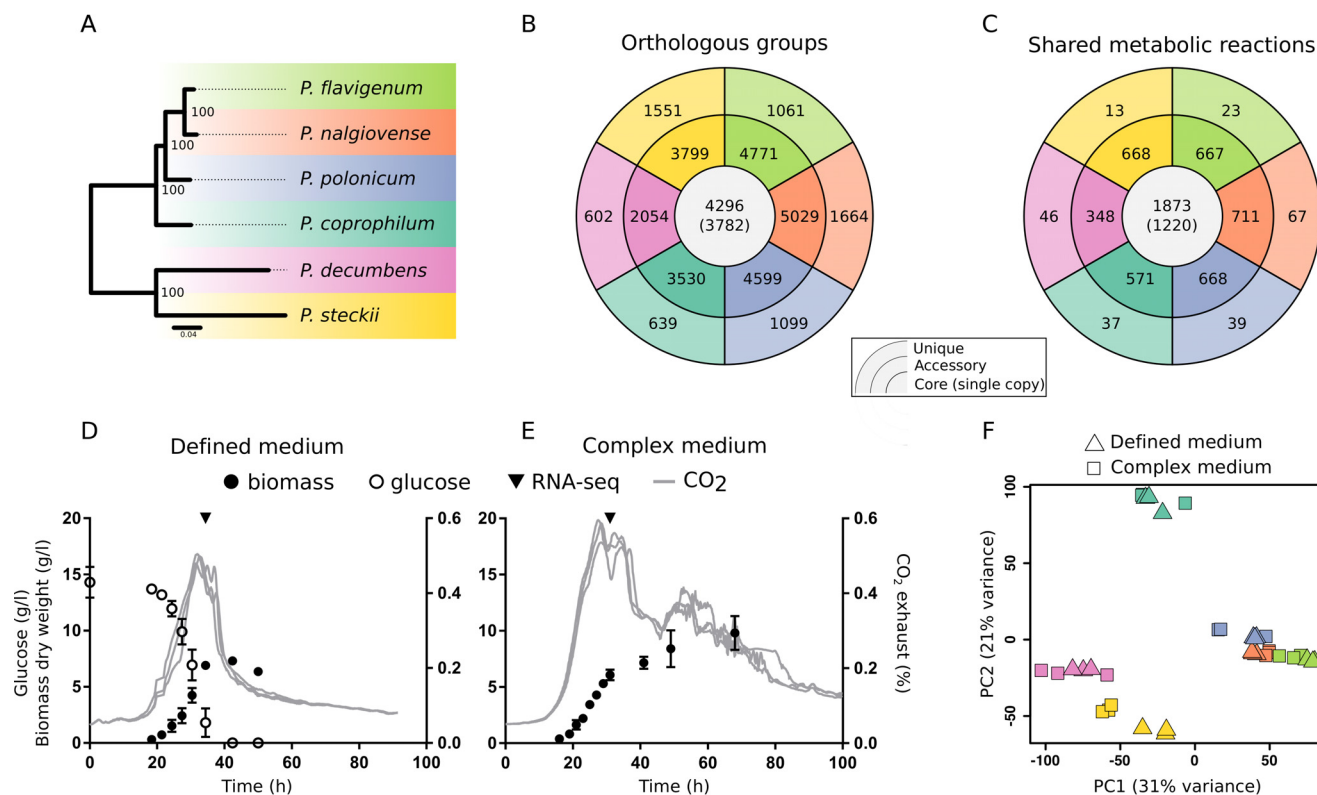 A
P. flavigenum
P. nalgiovense
P. polonicum
P. coprophilum
P. decumbens
P. steckii
100
100
100
100
0.04
B
Orthologous groups
1551
1061
3799
4771
602
2054
4296
(3782)
5029
1664
3530
4599
639
1099
C
Shared metabolic reactions
13
23
668
667
46
348
1873
(1220)
711
67
571
668
37
39
Unique
Accessory
Core (single copy)
D
Defined medium
E
Complex medium
biomass
glucose
RNA-seq
CO2
Glucose (g/l)
Biomass dry weight (g/l)
20
15
10
5
0
0.6
0.4
0.2
0.0
0 20 40 60 80 100
Time (h)
20
15
10
5
0
0.6
0.4
0.2
0.0
CO2 exhaust (%)
0 20 40 60 80 100
Time (h)
F
Defined medium
Complex medium
PC2 (21% variance)
100
50
0
-50
-100 -50 0 50
PC1 (31% variance)